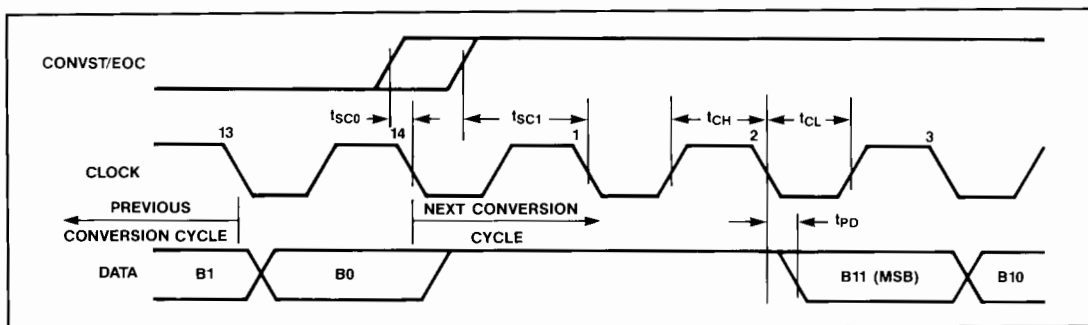 CONVST/EOC
tSC0
tSC1
tCH
tCL
13
14
1
2
3
CLOCK
PREVIOUS
CONVERSION CYCLE
NEXT CONVERSION
CYCLE
tPD
DATA
B1
B0
B11 (MSB)
B10